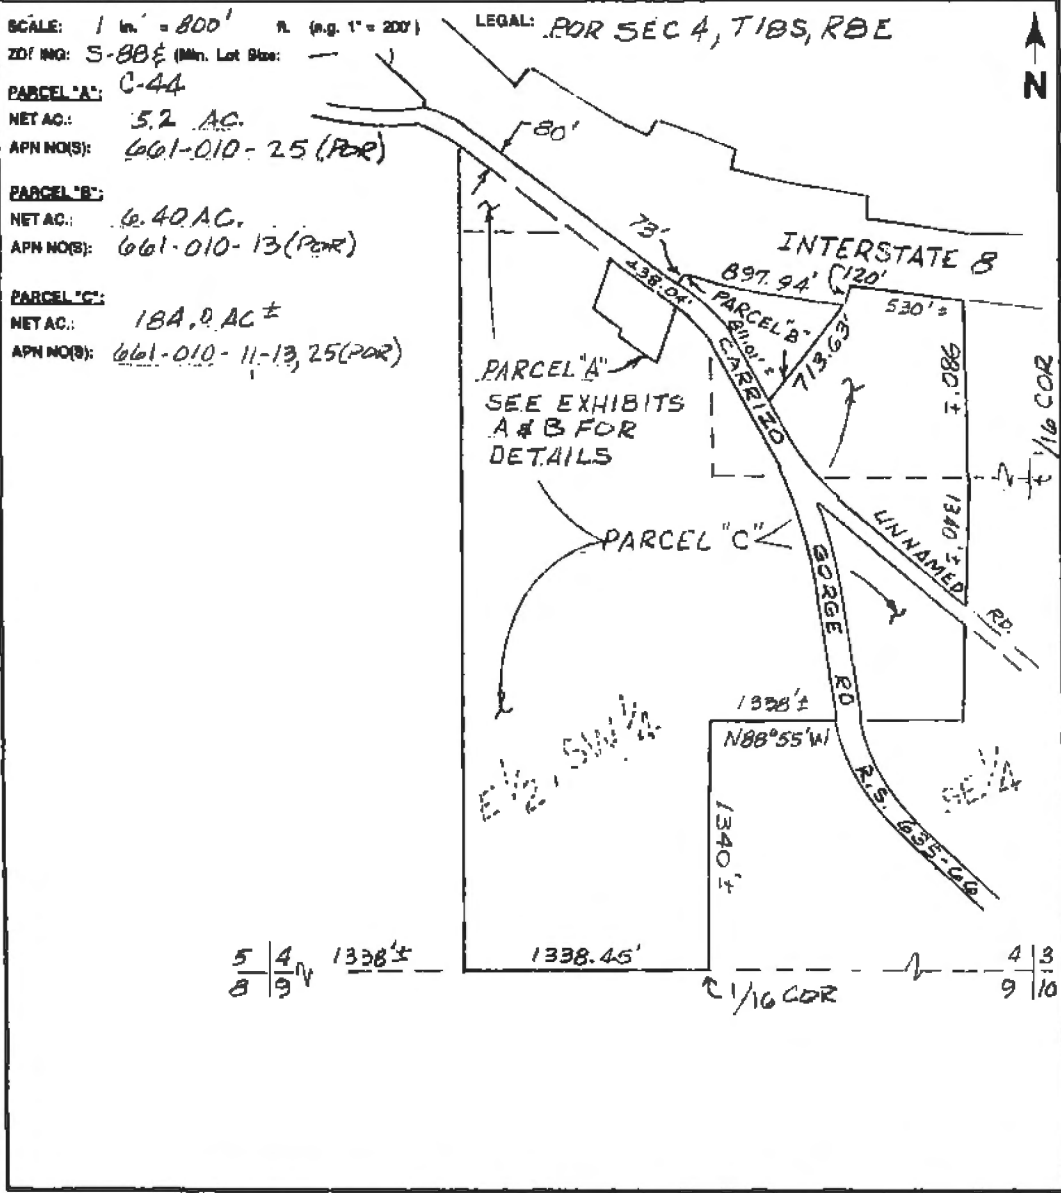 SCALE: 1 in. = 800' ft. (e.g. 1" = 200')
LEGAL: POR SEC 4, T18S, R8E
ZONING: S-88 & (Min. Lot Size: — )
C-44
N
PARCEL "A":
NET AC.: 5.2 AC.
APN NO(S): 661-010-25 (POR)
PARCEL "B":
NET AC.: 6.40 AC.
APN NO(S): 661-010-13 (POR)
PARCEL "C":
NET AC.: 184.0 AC ±
APN NO(S): 661-010-11-13, 25 (POR)
80'
73'
INTERSTATE 8
897.94'
120'
530' ±
438.04'
PARCEL "B"
811.01' ±
713.63'
980.' ±
1/16 COR
PARCEL "A"
SEE EXHIBITS
A & B FOR
DETAILS
CARRIZO
GORGE RD
PARCEL "C"
UNNAMED RD.
1340.' ±
1338' ±
N88°55'W
E 1/2, SW 1/4
SE 1/4
R.S. 635-66
1340' ±
5 | 4
8 | 9
1338' ±
1338.45'
1/16 COR
4 | 3
9 | 10